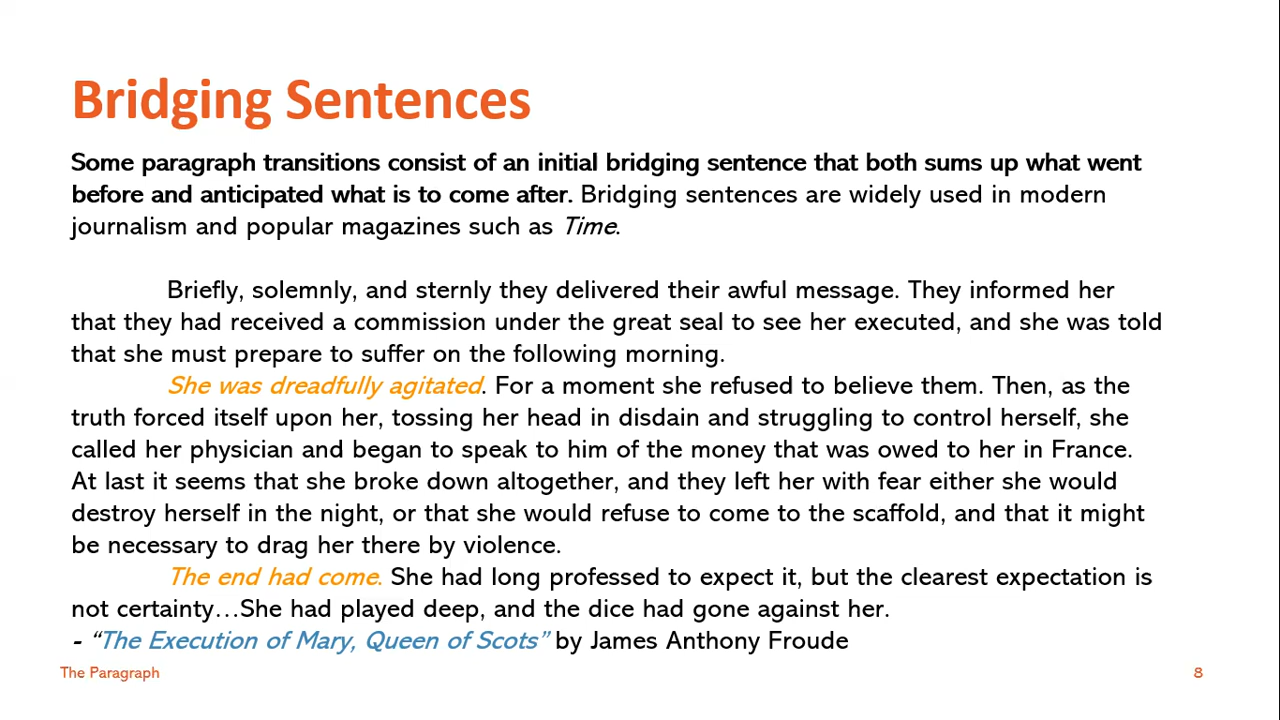 Bridging Sentences
Some paragraph transitions consist of an initial bridging sentence that both sums up what went
before and anticipated what is to come after. Bridging sentences are widely used in modern
journalism and popular magazines such as Time.
Briefly, solemnly, and sternly they delivered their awful message. They informed her
that they had received a commission under the great seal to see her executed, and she was told
that she must prepare to suffer on the following morning.
She was dreadfully agitated. For a moment she refused to believe them. Then, as the
truth forced itself upon her, tossing her head in disdain and struggling to control herself, she
called her physician and began to speak to him of the money that was owed to her in France.
At last it seems that she broke down altogether, and they left her with fear either she would
destroy herself in the night, or that she would refuse to come to the scaffold, and that it might
be necessary to drag her there by violence.
The end had come. She had long professed to expect it, but the clearest expectation is
not certainty…She had played deep, and the dice had gone against her.
- “The Execution of Mary, Queen of Scots” by James Anthony Froude
The Paragraph
8